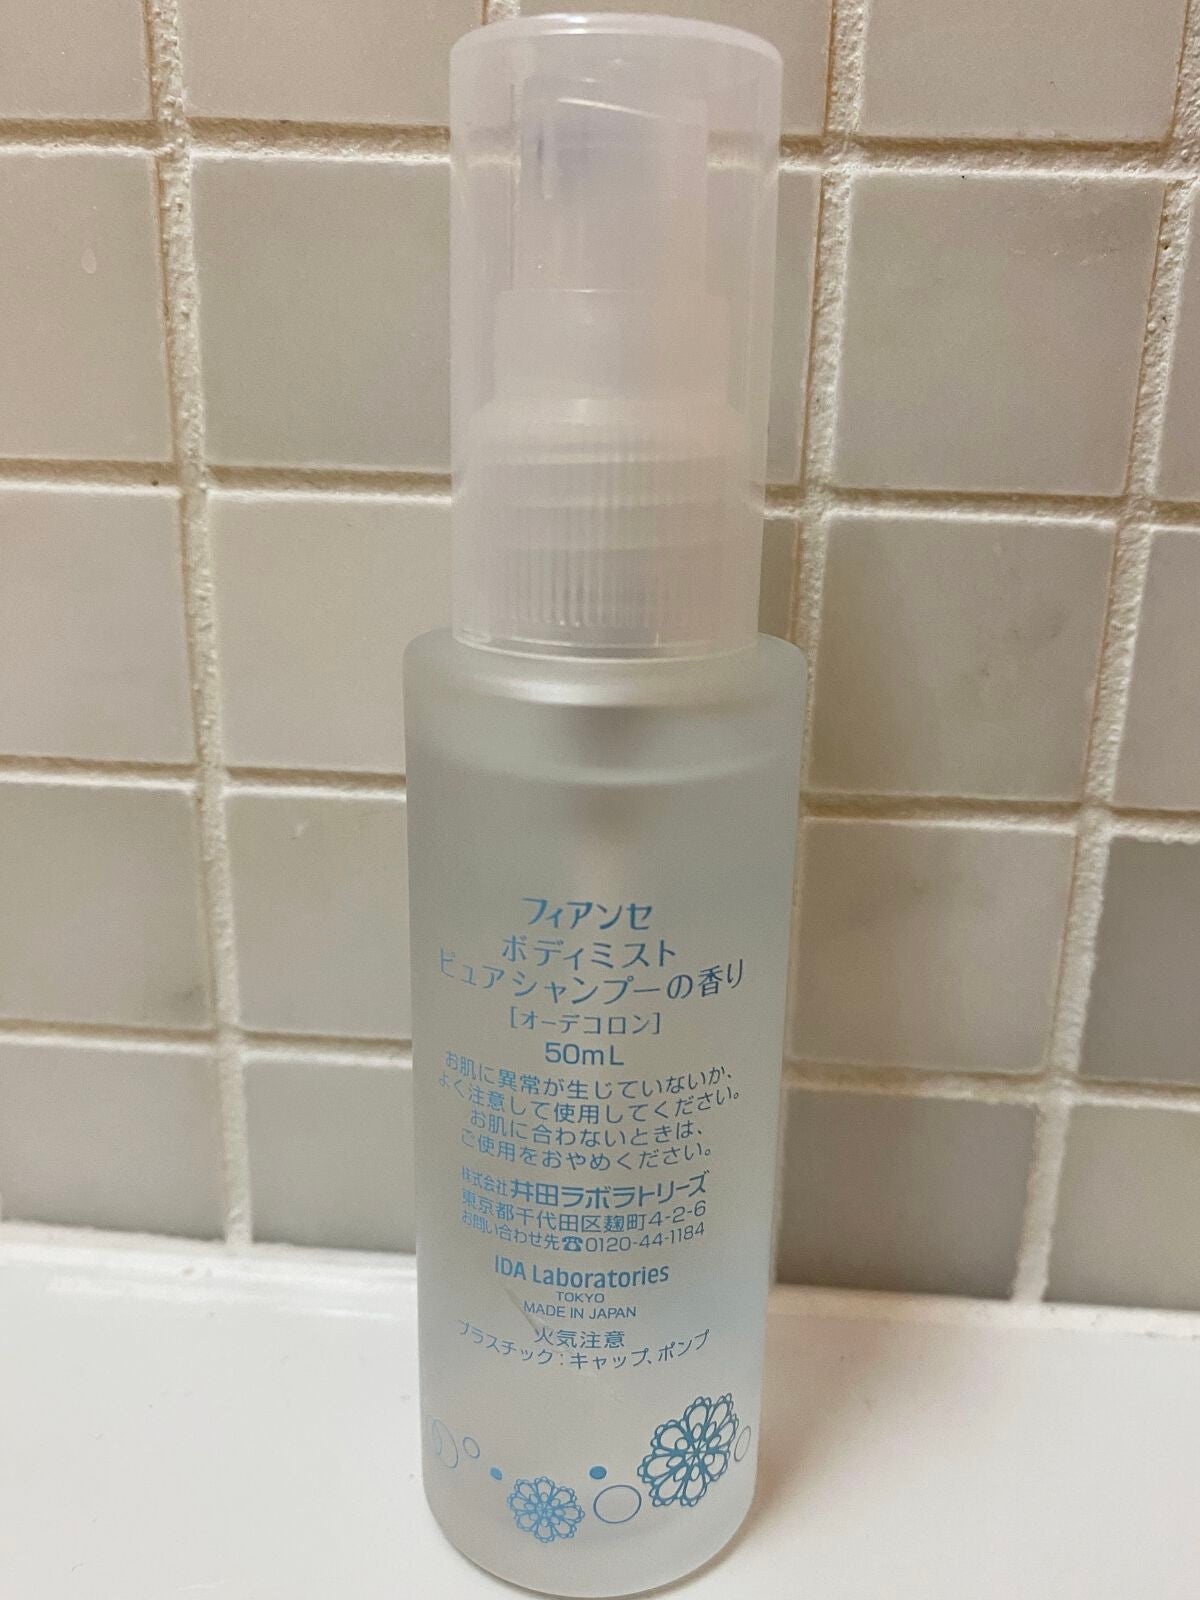 フィアンセ
ボディミスト
ピュアシャンプーの香り
[オーデコロン]
50mL
お肌に異常が生じていないか、
よく注意して使用してください。
お肌に合わないときは、
ご使用をおやめください。
株式会社 井田ラボラトリーズ
東京都千代田区麹町4-2-6
お問い合わせ先☎0120-44-1184
IDA Laboratories
TOKYO
MADE IN JAPAN
火気注意
プラスチック：キャップ、ポンプ